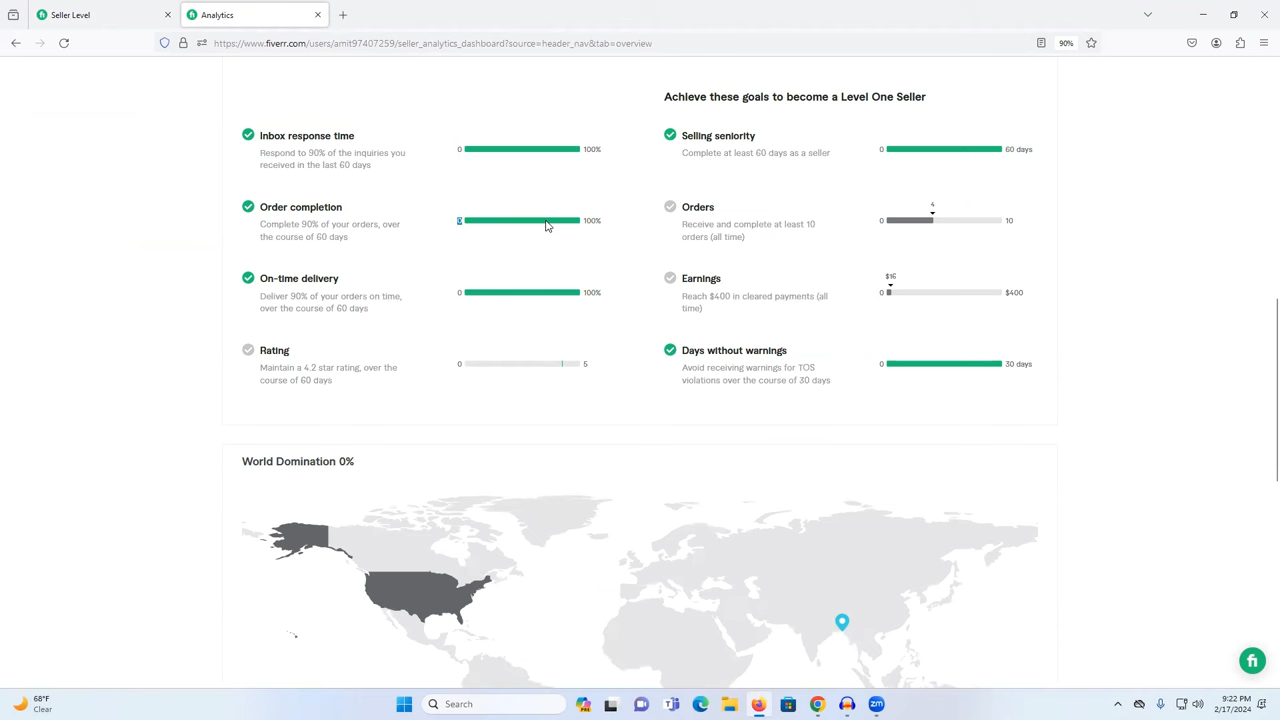 Seller Level
Analytics
https://www.fiverr.com/users/amit97407259/seller_analytics_dashboard?source=header_nav&tab=overview
90%
Achieve these goals to become a Level One Seller
Inbox response time
Respond to 90% of the inquiries you
received in the last 60 days
0
100%
Selling seniority
Complete at least 60 days as a seller
0
60 days
Order completion
Complete 90% of your orders, over
the course of 60 days
0
100%
Orders
Receive and complete at least 10
orders (all time)
4
0
10
On-time delivery
Deliver 90% of your orders on time,
over the course of 60 days
0
100%
Earnings
Reach $400 in cleared payments (all
time)
$16
0
$400
Rating
Maintain a 4.2 star rating, over the
course of 60 days
0
5
Days without warnings
Avoid receiving warnings for TOS
violations over the course of 30 days
0
30 days
World Domination 0%
fi
68°F
Clear
Search
zm
9:22 PM
2/17/2024